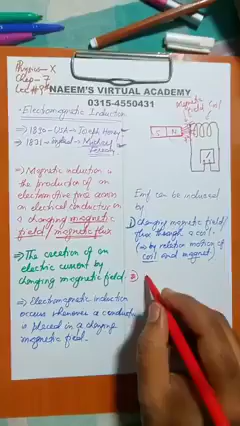 Physics-X
Chap-7
Lec#9
NAEEM'S VIRTUAL ACADEMY
0315-4550431
Electromagnetic Induction
⇒ 1830 - USA → Joseph Henry
⇒ 1831 → England → Michael Faraday
⇒ Magnetic induction is
the production of an
electromotive force across
an electrical conductor in
a changing magnetic
field / magnetic flux
⇒ The creation of an
electric current by
changing magnetic field
⇒ Electromagnetic induction
occurs whenever a conductor
is placed in a changing
magnetic field.
Magnetic
field
Coil
S N
Emf can be induced
by
1) Changing magnetic field/
flux through a coil.
(⇒ by relative motion of
coil and magnet)
2)